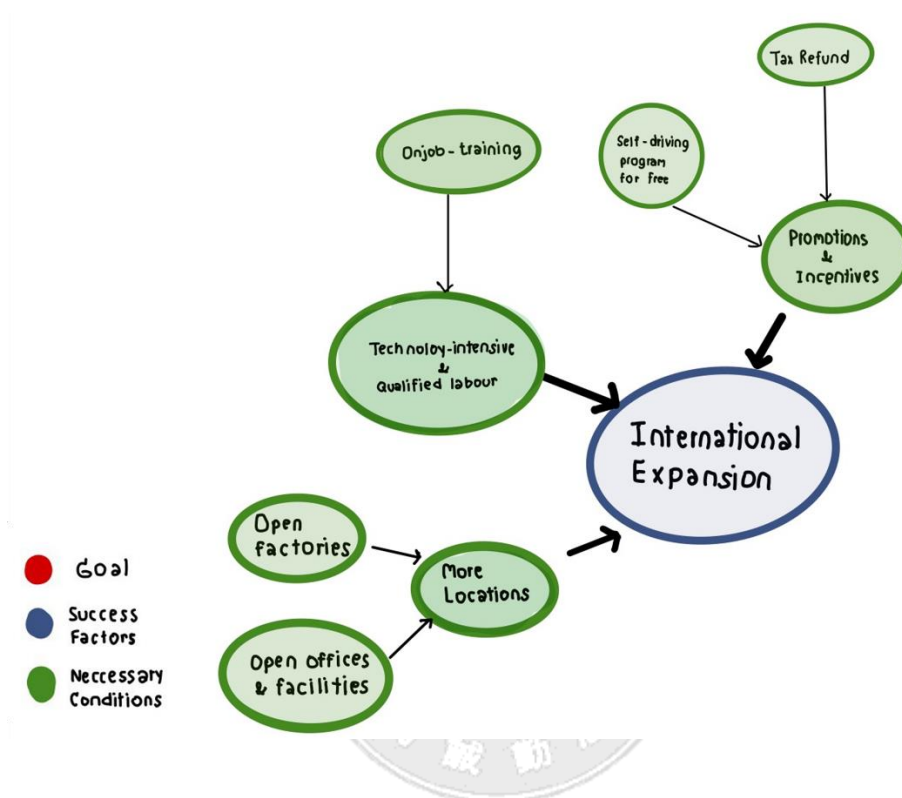 Tax Refund
Onjob-training
Self-driving
program
for free
Promotions
&
Incentives
Technoloy-intensive
&
Qualified labour
International
Expansion
Open
factories
More
Locations
Open offices
& facilities
Goal
Success
Factors
Neccessary
Conditions